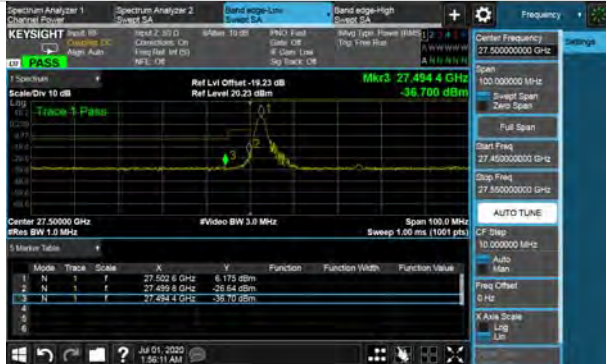 Spectrum Analyzer 1
Channel Power
Spectrum Analyzer 2
Swept SA
Band edge-Low
Swept SA
Band edge-High
Swept SA
Frequency
KEYSIGHT Input: RF
Coupling: DC
Align: Auto
PASS
Input Z: 50 Ω
Corrections: On
Freq Ref: Int (S)
NFE: Off
PNO: Fast
Gate: Off
IF Gain: Low
Sig Track: Off
Avg Type: Power (RMS)
Trig: Free Run
1 Spectrum
Scale/Div 10 dB
Ref Lvl Offset -19.23 dB
Ref Level 20.23 dBm
Mkr3 27.494 4 GHz
-36.700 dBm
Trace 1 Pass
Center 27.50000 GHz
#Res BW 1.0 MHz
#Video BW 3.0 MHz
Span 100.0 MHz
Sweep 1.00 ms (1001 pts)
5 Marker Table
Mode Trace Scale X Y Function Function Width Function Value
1 N 1 f 27.502 6 GHz 6.175 dBm
2 N 1 f 27.499 8 GHz -26.64 dBm
3 N 1 f 27.494 4 GHz -36.70 dBm
4
5
6
Jul 01, 2020
1:56:11 AM
Center Frequency
27.500000000 GHz
Settings
Span
100.000000 MHz
Swept Span
Zero Span
Full Span
Start Freq
27.450000000 GHz
Stop Freq
27.550000000 GHz
AUTO TUNE
CF Step
10.000000 MHz
Auto
Man
Freq Offset
0 Hz
X Axis Scale
Log
Lin